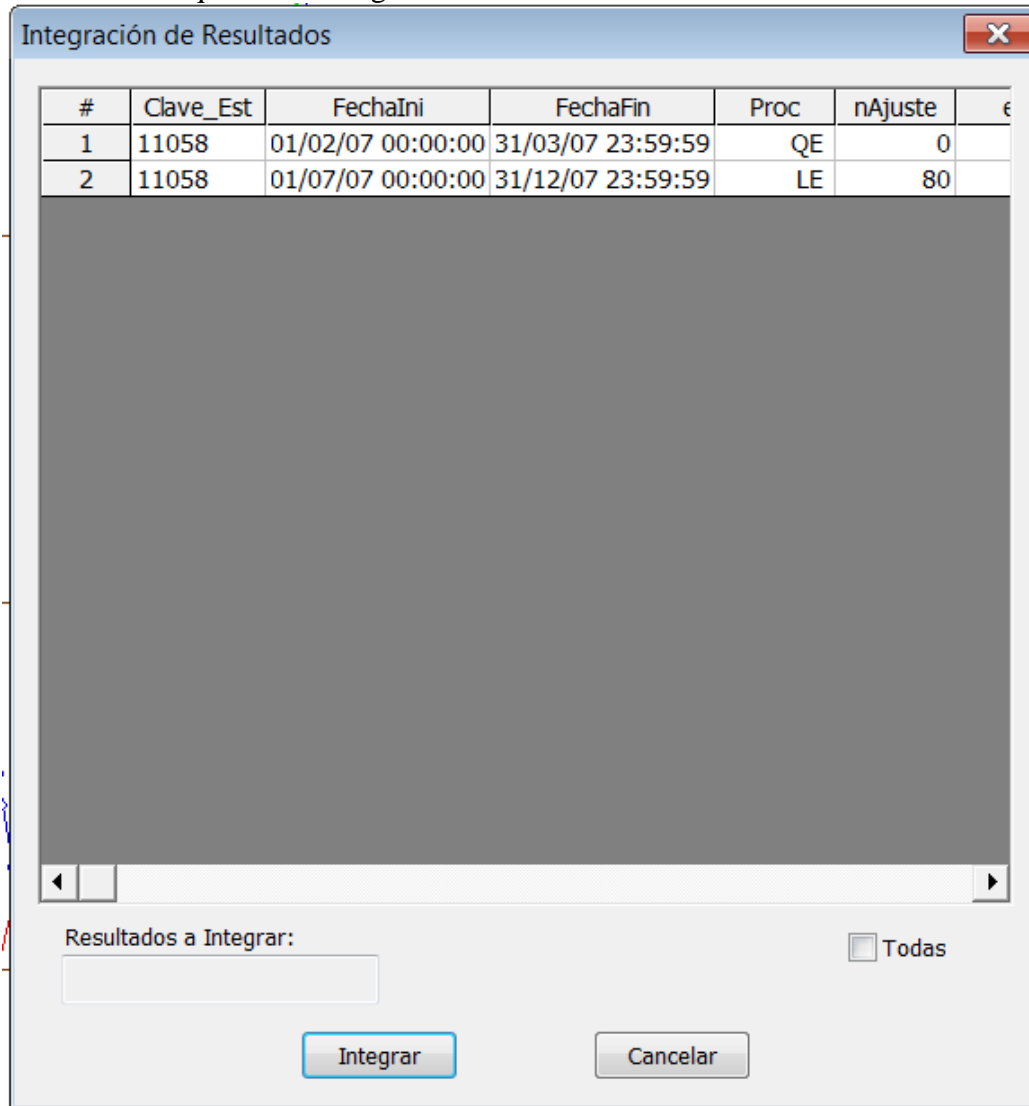 Integración de Resultados
# Clave_Est FechaIni FechaFin Proc nAjuste e
1 11058 01/02/07 00:00:00 31/03/07 23:59:59 QE 0
2 11058 01/07/07 00:00:00 31/12/07 23:59:59 LE 80
Resultados a Integrar:
Todas
Integrar Cancelar